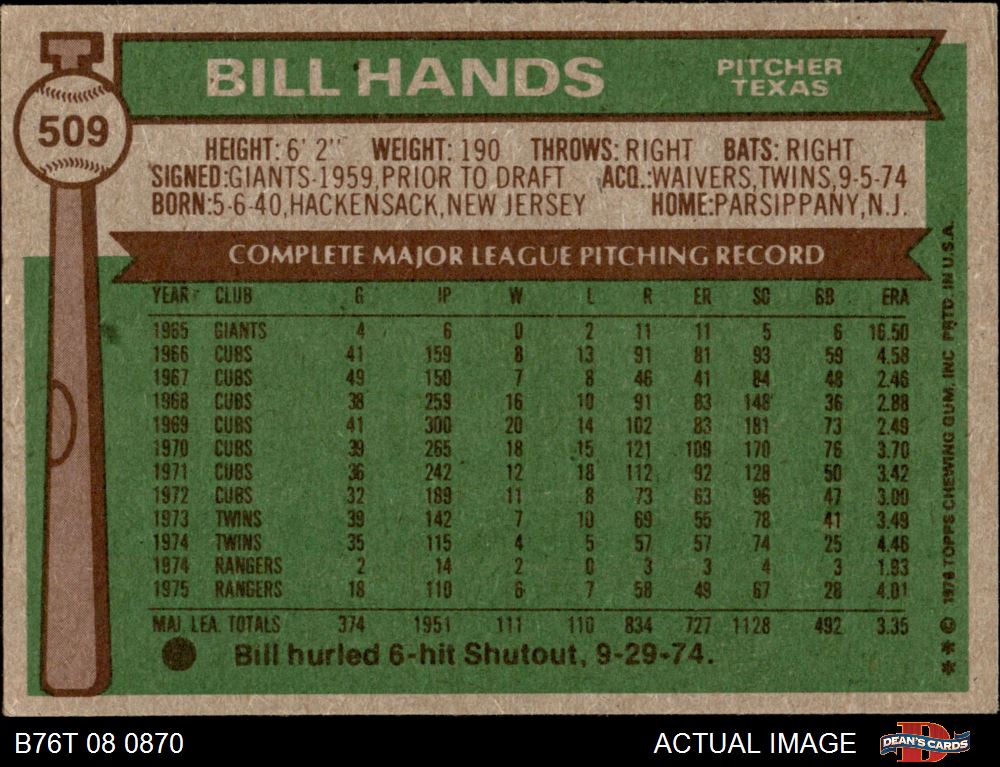 509
BILL HANDS
PITCHER
TEXAS
HEIGHT: 6' 2" WEIGHT: 190 THROWS: RIGHT BATS: RIGHT
SIGNED:GIANTS-1959,PRIOR TO DRAFT ACQ.:WAIVERS,TWINS,9-5-74
BORN:5-6-40,HACKENSACK,NEW JERSEY HOME:PARSIPPANY,N.J.
COMPLETE MAJOR LEAGUE PITCHING RECORD
YEAR CLUB G IP W L R ER SO BB ERA
1965 GIANTS 4 6 0 2 11 11 5 6 16.50
1966 CUBS 41 159 8 13 91 81 93 59 4.58
1967 CUBS 49 150 7 8 46 41 84 48 2.46
1968 CUBS 38 259 16 10 91 83 148 36 2.88
1969 CUBS 41 300 20 14 102 83 181 73 2.49
1970 CUBS 39 265 18 15 121 109 170 76 3.70
1971 CUBS 36 242 12 18 112 92 128 50 3.42
1972 CUBS 32 189 11 8 73 63 96 47 3.00
1973 TWINS 39 142 7 10 69 55 78 41 3.49
1974 TWINS 35 115 4 5 57 57 74 25 4.46
1974 RANGERS 2 14 2 0 3 3 4 3 1.93
1975 RANGERS 18 110 6 7 58 49 67 28 4.01
MAJ. LEA. TOTALS 374 1951 111 110 834 727 1128 492 3.35
Bill hurled 6-hit Shutout, 9-29-74.
** © 1976 TOPPS CHEWING GUM, INC PRTD. IN U.S.A.
B76T 08 0870
ACTUAL IMAGE
DEAN'S CARDS